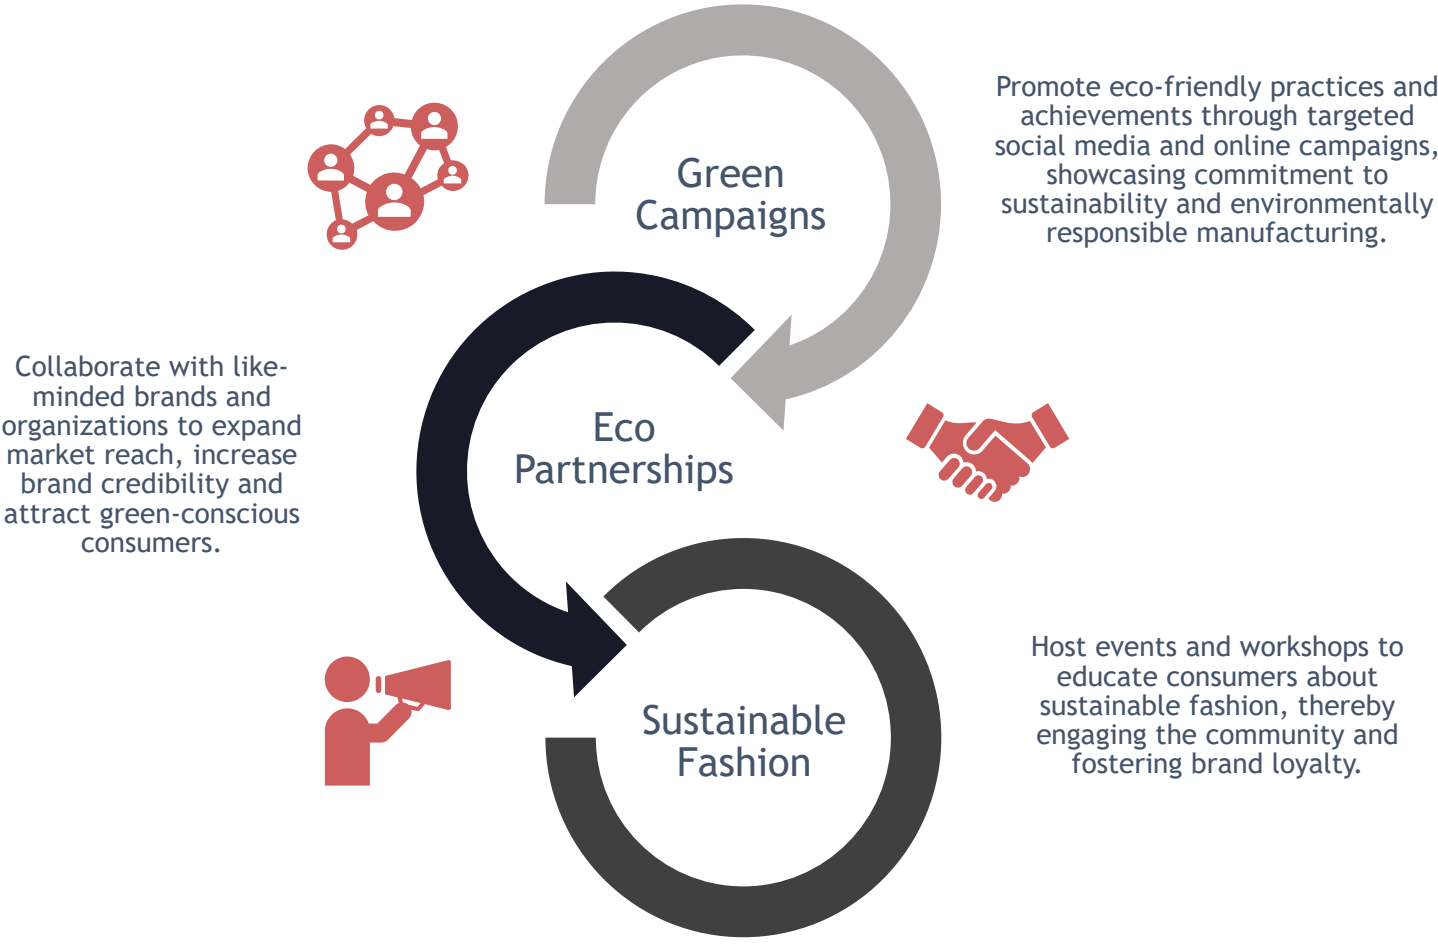 Green
Campaigns
Promote eco-friendly practices and
achievements through targeted
social media and online campaigns,
showcasing commitment to
sustainability and environmentally
responsible manufacturing.
Eco
Partnerships
Collaborate with like-
minded brands and
organizations to expand
market reach, increase
brand credibility and
attract green-conscious
consumers.
Sustainable
Fashion
Host events and workshops to
educate consumers about
sustainable fashion, thereby
engaging the community and
fostering brand loyalty.